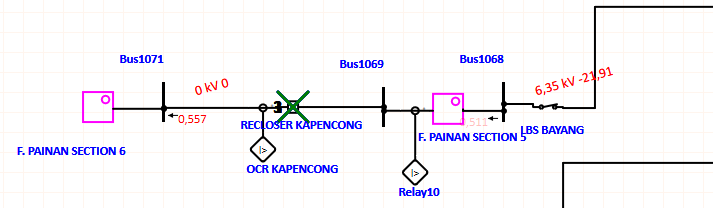 Bus1071
Bus1069
Bus1068
0 kV 0
6,35 kV -21,91
0,557
RECLOSER KAPENCONG
F. PAINAN SECTION 5
LBS BAYANG
F. PAINAN SECTION 6
OCR KAPENCONG
Relay10